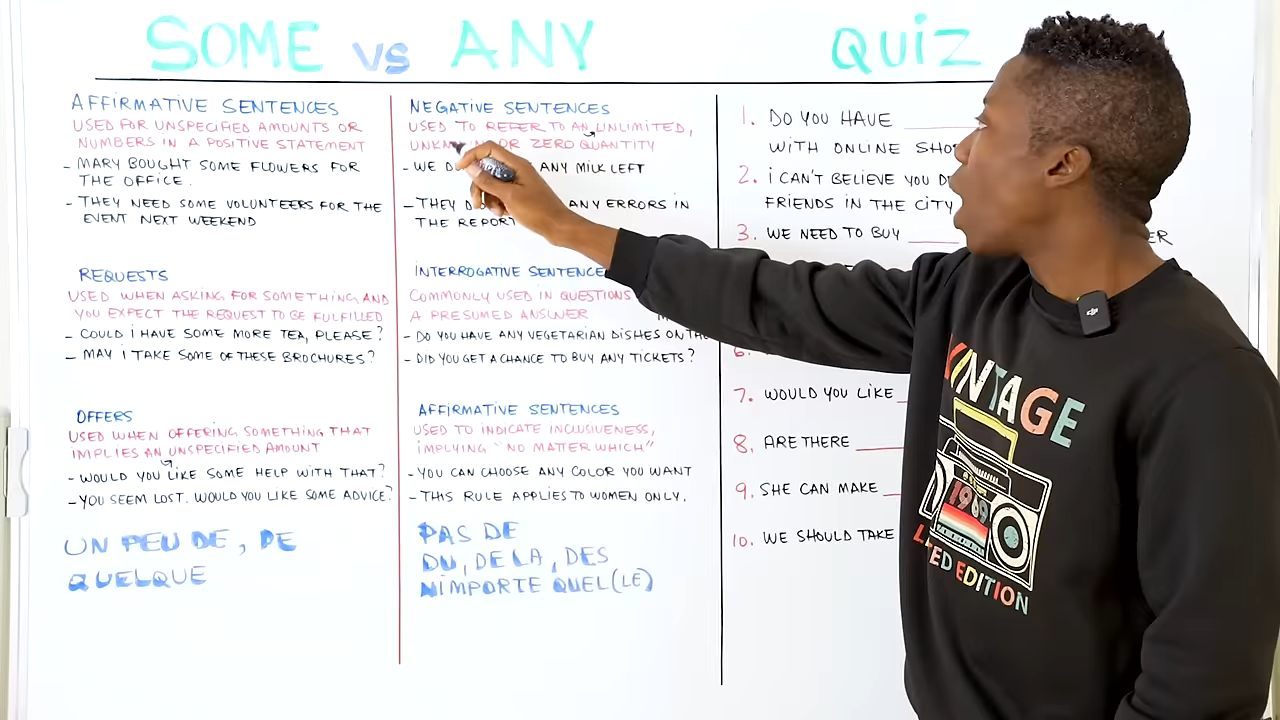 SOME vs ANY
AFFIRMATIVE SENTENCES
USED FOR UNSPECIFIED AMOUNTS OR
NUMBERS IN A POSITIVE STATEMENT
- MARY BOUGHT SOME FLOWERS FOR
THE OFFICE.
- THEY NEED SOME VOLUNTEERS FOR THE
EVENT NEXT WEEKEND
REQUESTS
USED WHEN ASKING FOR SOMETHING AND
YOU EXPECT THE REQUEST TO BE FULFILLED
- COULD I HAVE SOME MORE TEA, PLEASE?
- MAY I TAKE SOME OF THESE BROCHURES?
OFFERS
USED WHEN OFFERING SOMETHING THAT
IMPLIES AN UNSPECIFIED AMOUNT
- WOULD YOU LIKE SOME HELP WITH THAT?
- YOU SEEM LOST. WOULD YOU LIKE SOME ADVICE?
UN PEU DE, DE
QUELQUE
NEGATIVE SENTENCES
USED TO REFER TO AN UNLIMITED,
OR ZERO QUANTITY
- WE ANY MILK LEFT
- THEY ANY ERRORS IN
THE REPORT
INTERROGATIVE SENTENCES
COMMONLY USED IN QUESTIONS
A PRESUMED ANSWER
- DO YOU HAVE ANY VEGETARIAN DISHES ON THE
- DID YOU GET A CHANCE TO BUY ANY TICKETS?
AFFIRMATIVE SENTENCES
USED TO INDICATE INCLUSIVENESS,
IMPLYING "NO MATTER WHICH"
- YOU CAN CHOOSE ANY COLOR YOU WANT
- THIS RULE APPLIES TO WOMEN ONLY.
PAS DE
DU, DE LA, DES
N'IMPORTE QUEL(LE)
QUIZ
1. DO YOU HAVE ____
WITH ONLINE
2. I CAN'T BELIEVE YOU
FRIENDS IN THE CITY
3. WE NEED TO BUY ____
6.
7. WOULD YOU LIKE __
8. ARE THERE ____
9. SHE CAN MAKE __
10. WE SHOULD TAKE
VINTAGE
1989
EDITION